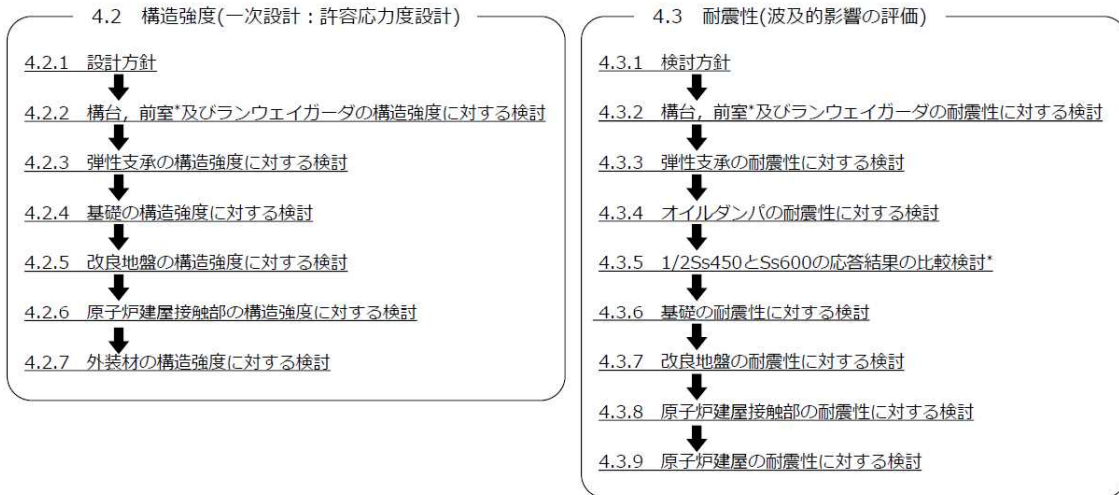 4.2 構造強度(一次設計：許容応力度設計)
4.2.1 設計方針
4.2.2 構台，前室*及びランウェイガーダの構造強度に対する検討
4.2.3 弾性支承の構造強度に対する検討
4.2.4 基礎の構造強度に対する検討
4.2.5 改良地盤の構造強度に対する検討
4.2.6 原子炉建屋接触部の構造強度に対する検討
4.2.7 外装材の構造強度に対する検討
4.3 耐震性(波及的影響の評価)
4.3.1 検討方針
4.3.2 構台，前室*及びランウェイガーダの耐震性に対する検討
4.3.3 弾性支承の耐震性に対する検討
4.3.4 オイルダンパの耐震性に対する検討
4.3.5 1/2Ss450とSs600の応答結果の比較検討*
4.3.6 基礎の耐震性に対する検討
4.3.7 改良地盤の耐震性に対する検討
4.3.8 原子炉建屋接触部の耐震性に対する検討
4.3.9 原子炉建屋の耐震性に対する検討